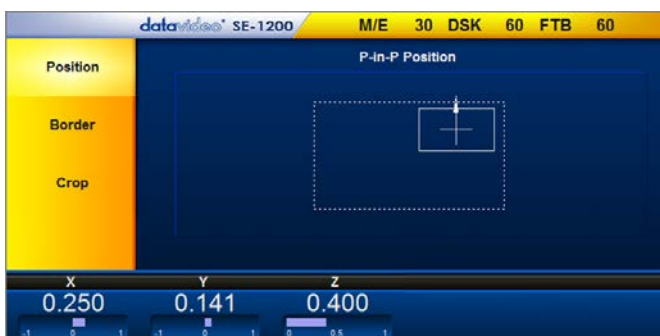 datavideo SE-1200 M/E 30 DSK 60 FTB 60
P-in-P Position
Position
Border
Crop
X Y Z
0.250 0.141 0.400
-1 0 1 -1 0 1 0 0.5 1